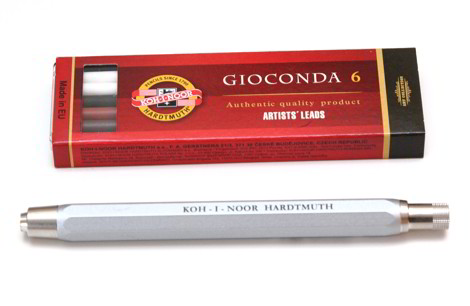 GIOCONDA 6
Authentic quality product
ARTISTS' LEADS
KOH-I-NOOR
HARDTMUTH
Made in EU
KOH - I - NOOR HARDTMUTH